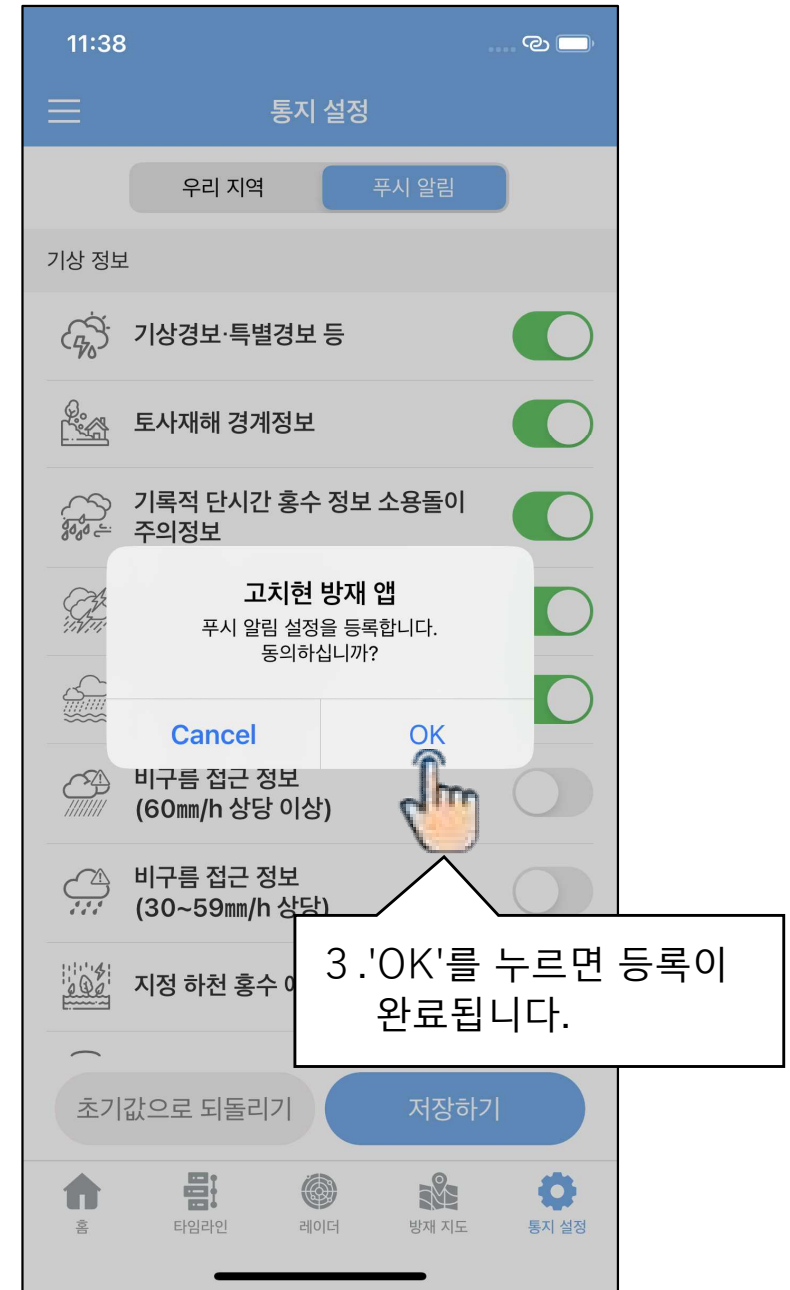 11:38
통지 설정
우리 지역
푸시 알림
기상 정보
기상경보·특별경보 등
토사재해 경계정보
기록적 단시간 홍수 정보 소용돌이
주의정보
고치현 방재 앱
푸시 알림 설정을 등록합니다.
동의하십니까?
Cancel
OK
비구름 접근 정보
(60㎜/h 상당 이상)
비구름 접근 정보
(30~59㎜/h 상당)
3.'OK'를 누르면 등록이
완료됩니다.
지정 하천 홍수
초기값으로 되돌리기
저장하기
홈
타임라인
레이더
방재 지도
통지 설정